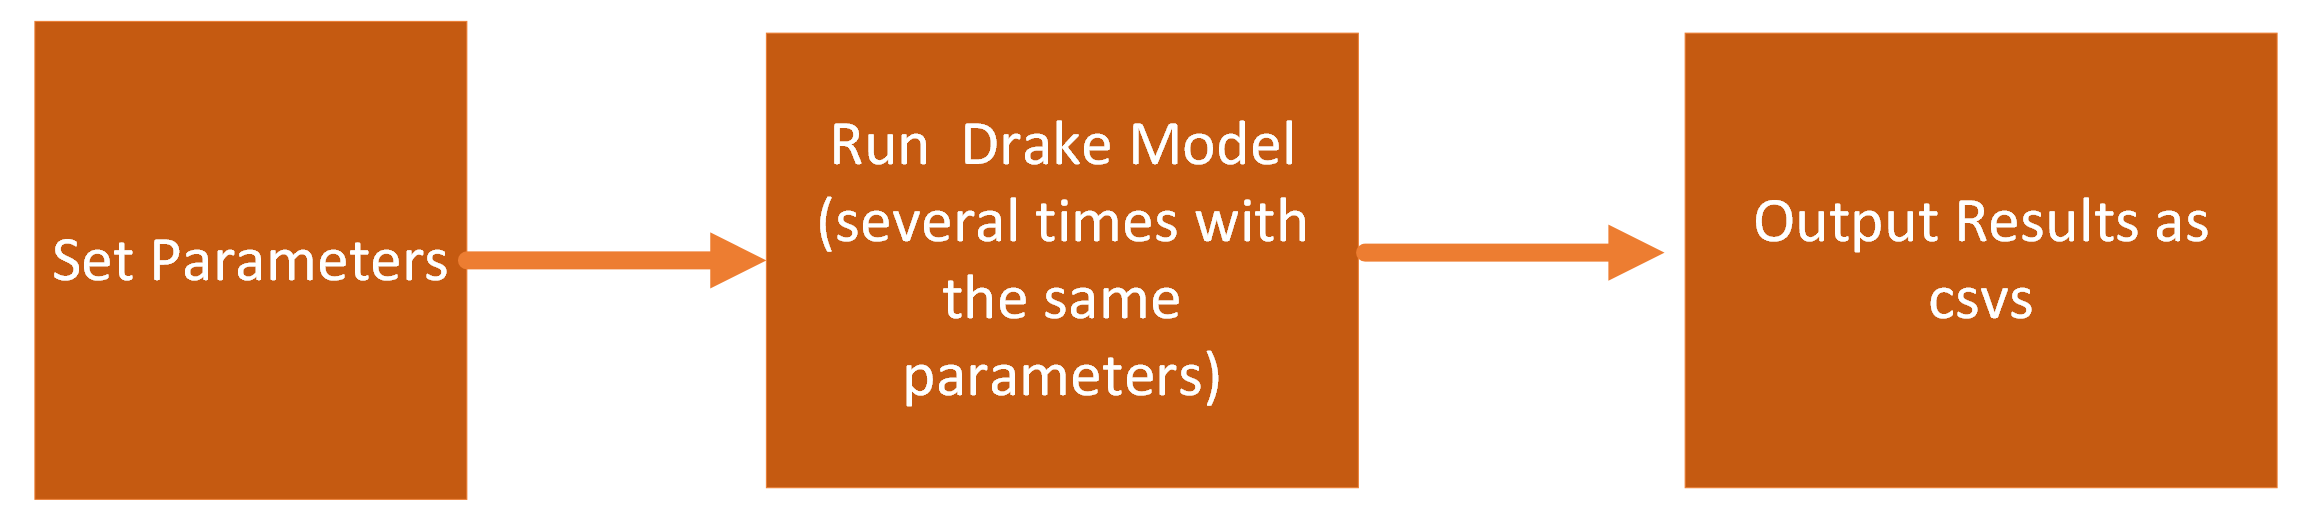 Set Parameters
Run  Drake Model
(several times with
the same
parameters)
Output Results as
csvs